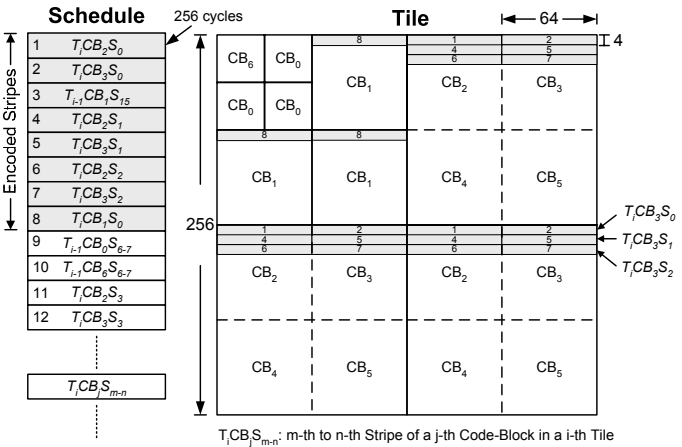 Schedule
256 cycles
Encoded Stripes
1 TᵢCB₂S₀
2 TᵢCB₃S₀
3 Tᵢ₋₁CB₁S₁₅
4 TᵢCB₂S₁
5 TᵢCB₃S₁
6 TᵢCB₂S₂
7 TᵢCB₃S₂
8 TᵢCB₁S₀
9 Tᵢ₋₁CB₀S₆₋₇
10 Tᵢ₋₁CB₆S₆₋₇
11 TᵢCB₂S₃
12 TᵢCB₃S₃
TᵢCBⱼSₘ₋ₙ
Tile
64
4
256
8 1 2
4 5
6 7
CB₆ CB₀
CB₁ CB₂ CB₃
CB₀ CB₀
8 8
CB₁ CB₁ CB₄ CB₅
1 2 1 2
4 5 4 5
6 7 6 7
TᵢCB₃S₀
TᵢCB₃S₁
TᵢCB₃S₂
CB₂ CB₃ CB₂ CB₃
CB₄ CB₅ CB₄ CB₅
TᵢCBⱼSₘ₋ₙ: m-th to n-th Stripe of a j-th Code-Block in a i-th Tile